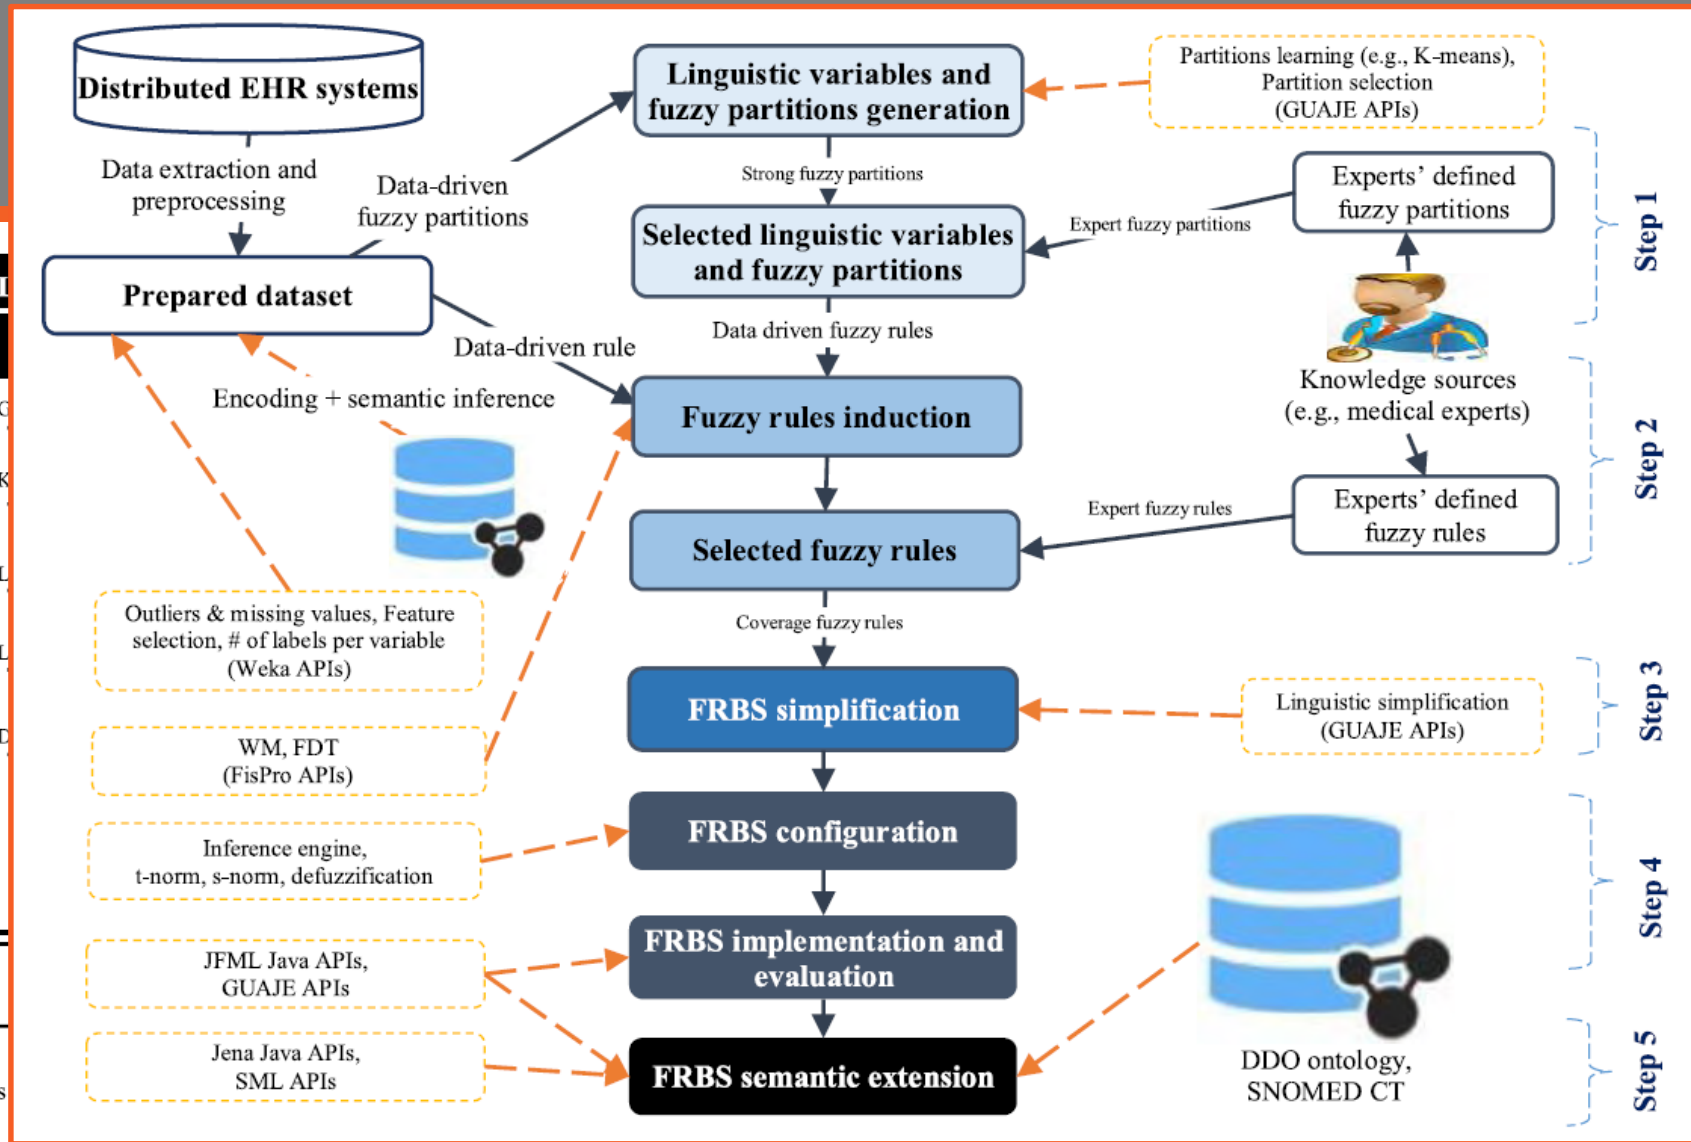 Distributed EHR systems
Data extraction and
preprocessing
Data-driven
fuzzy partitions
Prepared dataset
Data-driven rule
Encoding + semantic inference
Outliers & missing values, Feature
selection, # of labels per variable
(Weka APIs)
WM, FDT
(FisPro APIs)
Inference engine,
t-norm, s-norm, defuzzification
JFML Java APIs,
GUAJE APIs
Jena Java APIs,
SML APIs
Linguistic variables and
fuzzy partitions generation
Strong fuzzy partitions
Selected linguistic variables
and fuzzy partitions
Data driven fuzzy rules
Fuzzy rules induction
Selected fuzzy rules
Coverage fuzzy rules
FRBS simplification
FRBS configuration
FRBS implementation and
evaluation
FRBS semantic extension
Partitions learning (e.g., K-means),
Partition selection
(GUAJE APIs)
Experts’ defined
fuzzy partitions
Expert fuzzy partitions
Knowledge sources
(e.g., medical experts)
Experts’ defined
fuzzy rules
Expert fuzzy rules
Linguistic simplification
(GUAJE APIs)
DDO ontology,
SNOMED CT
Step 1
Step 2
Step 3
Step 4
Step 5